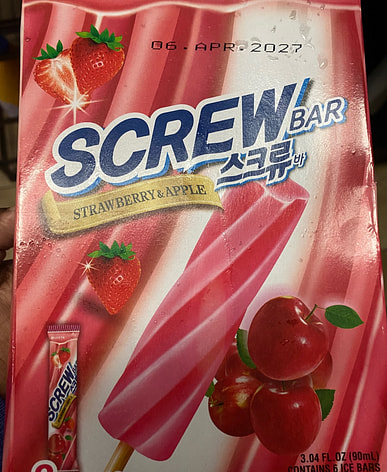 06.APR.2027
SCREW BAR
스크류바
STRAWBERRY & APPLE
SCREW
3.04 FL OZ (90mL)
CONTAINS 6 ICE BARS